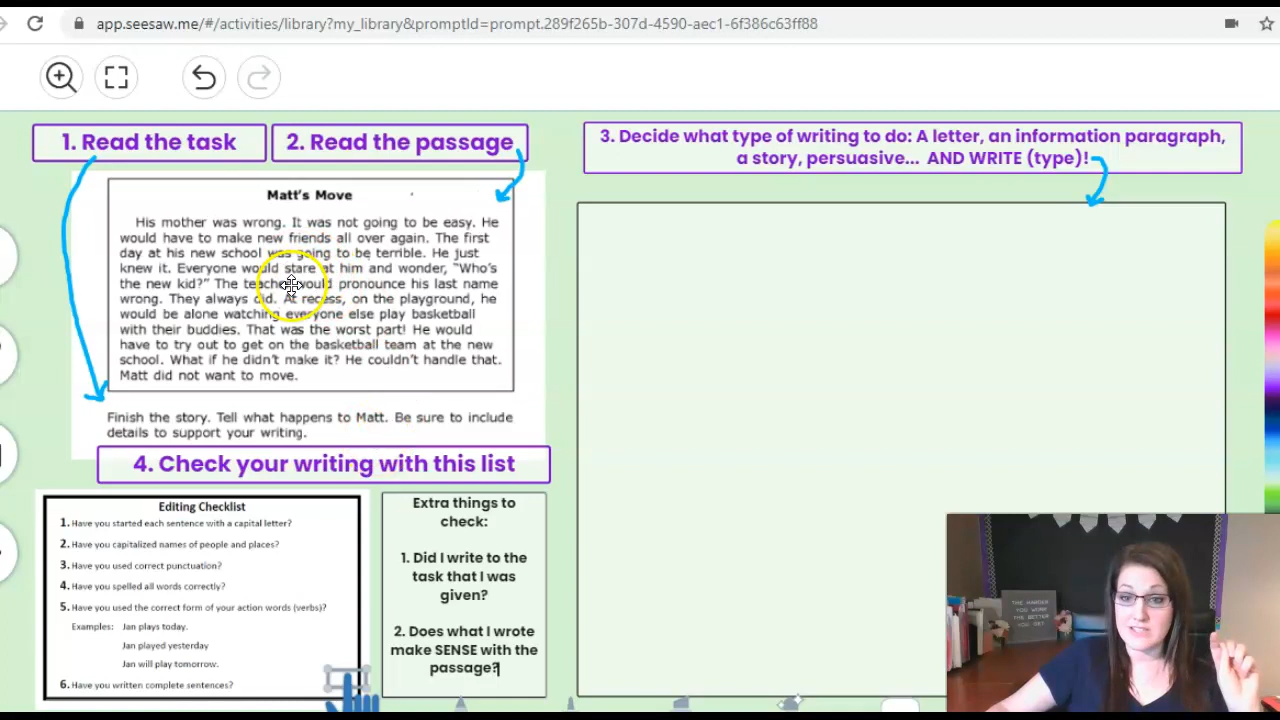 app.seesaw.me/#/activities/library?my_library&promptId=prompt.289f265b-307d-4590-aec1-6f386c63ff88
1. Read the task
2. Read the passage
3. Decide what type of writing to do: A letter, an information paragraph,
a story, persuasive... AND WRITE (type)!
Matt's Move
His mother was wrong. It was not going to be easy. He
would have to make new friends all over again. The first
day at his new school was going to be terrible. He just
knew it. Everyone would stare at him and wonder, "Who's
the new kid?" The teacher would pronounce his last name
wrong. They always did. At recess, on the playground, he
would be alone watching everyone else play basketball
with their buddies. That was the worst part! He would
have to try out to get on the basketball team at the new
school. What if he didn't make it? He couldn't handle that.
Matt did not want to move.
Finish the story. Tell what happens to Matt. Be sure to include
details to support your writing.
4. Check your writing with this list
Editing Checklist
1. Have you started each sentence with a capital letter?
2. Have you capitalized names of people and places?
3. Have you used correct punctuation?
4. Have you spelled all words correctly?
5. Have you used the correct form of your action words (verbs)?
Examples: Jan plays today.
Jan played yesterday
Jan will play tomorrow.
6. Have you written complete sentences?
Extra things to
check:
1. Did I write to the
task that I was
given?
2. Does what I wrote
make SENSE with the
passage?
THE HARDER
YOU WORK
THE BETTER
YOU GET